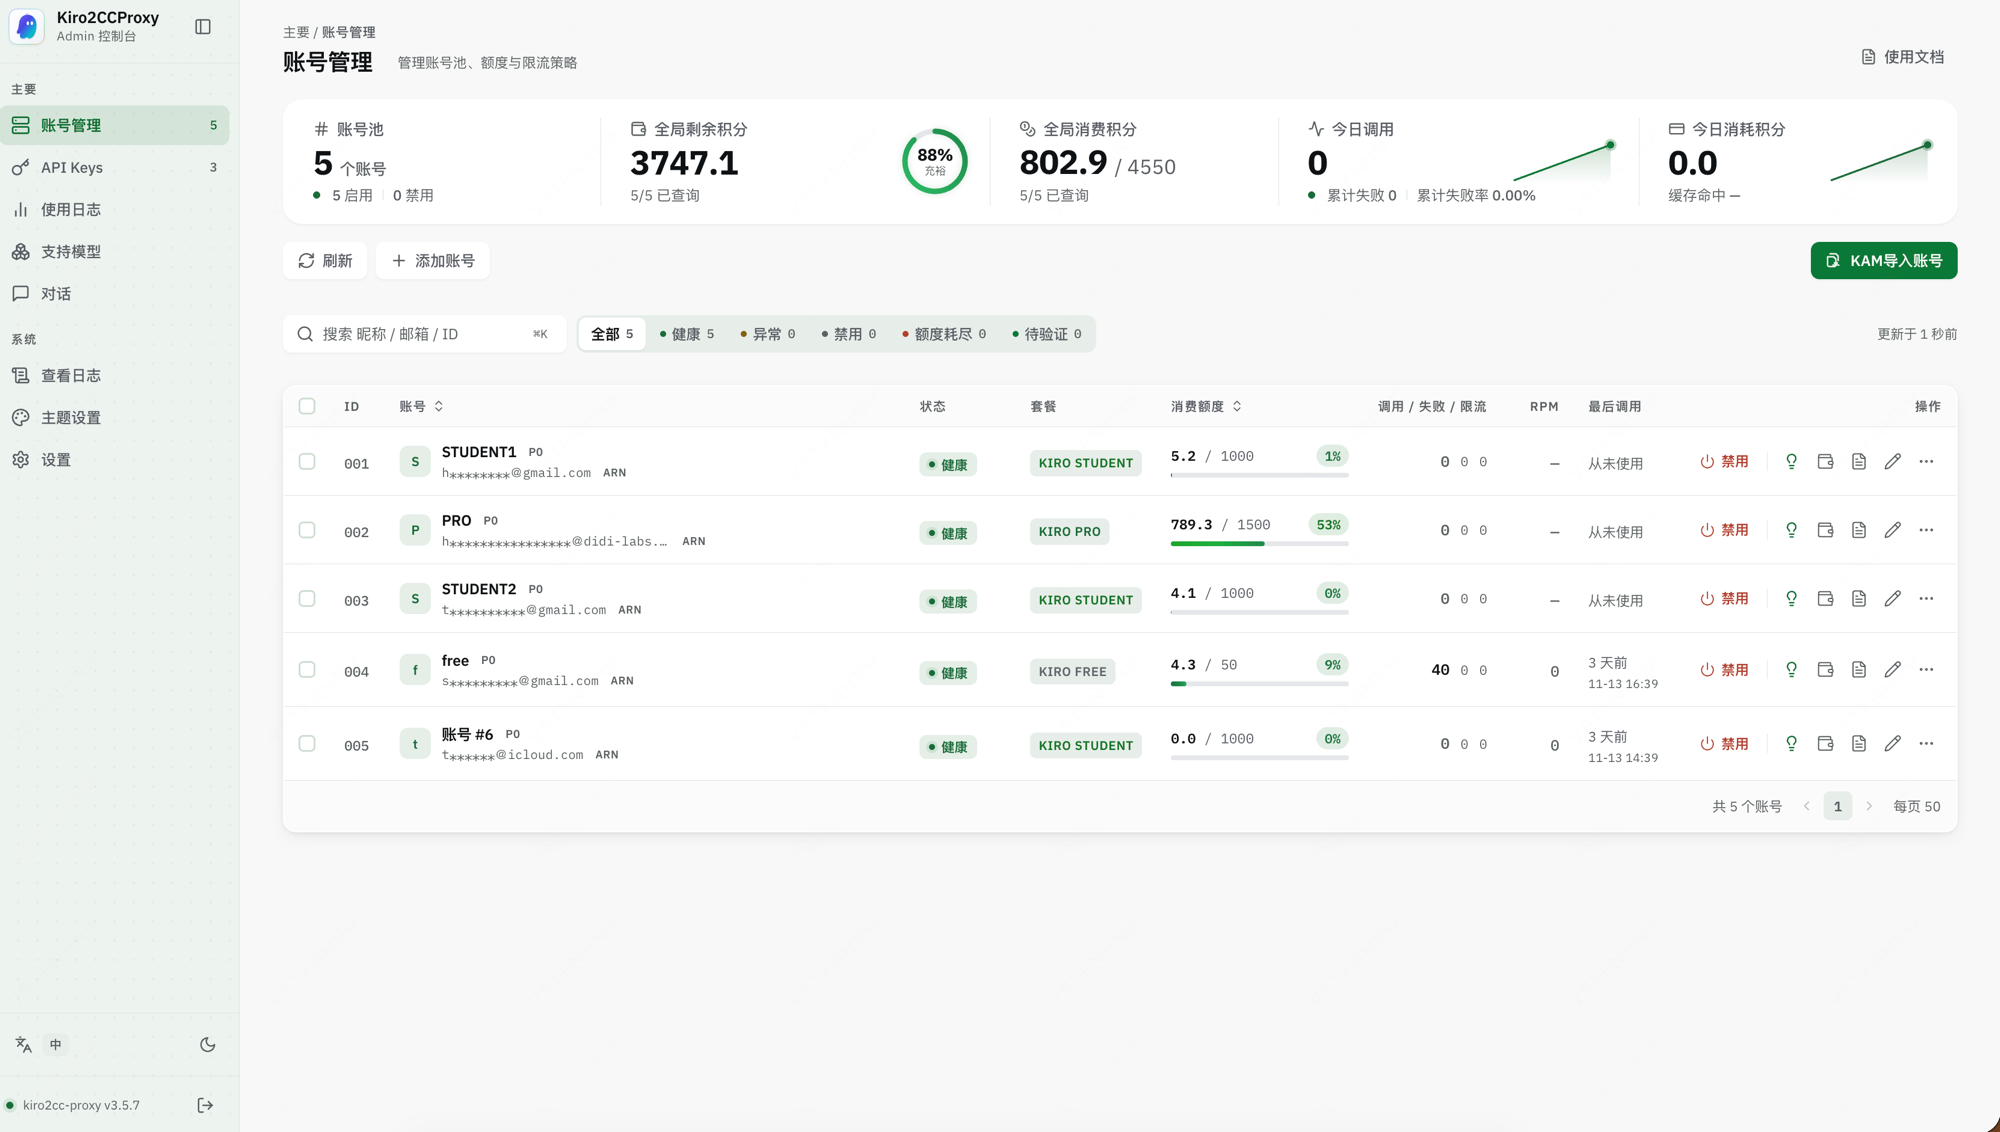 Kiro2CCProxy
Admin 控制台
主要
账号管理 5
API Keys 3
使用日志
支持模型
对话
系统
查看日志
主题设置
设置
中
kiro2cc-proxy v3.5.7
主要 / 账号管理
账号管理 管理账号池、额度与限流策略
使用文档
账号池
5 个账号
5 启用 0 禁用
全局剩余积分
3747.1
5/5 已查询
88%
充裕
全局消费积分
802.9 / 4550
5/5 已查询
今日调用
0
累计失败 0 累计失败率 0.00%
今日消耗积分
0.0
缓存命中 —
刷新
添加账号
KAM导入账号
搜索 昵称 / 邮箱 / ID ⌘K
全部 5 健康 5 异常 0 禁用 0 额度耗尽 0 待验证 0
更新于 1 秒前
ID 账号 状态 套餐 消费额度 调用 / 失败 / 限流 RPM 最后调用 操作
001 S STUDENT1 P0 健康 KIRO STUDENT 5.2 / 1000 1% 0 0 0 — 从未使用 禁用
h********@gmail.com ARN
002 P PRO P0 健康 KIRO PRO 789.3 / 1500 53% 0 0 0 — 从未使用 禁用
h****************@didi-labs.… ARN
003 S STUDENT2 P0 健康 KIRO STUDENT 4.1 / 1000 0% 0 0 0 — 从未使用 禁用
t**********@gmail.com ARN
004 f free P0 健康 KIRO FREE 4.3 / 50 9% 40 0 0 0 3 天前 禁用
s*********@gmail.com ARN 11-13 16:39
005 t 账号 #6 P0 健康 KIRO STUDENT 0.0 / 1000 0% 0 0 0 0 3 天前 禁用
t******@icloud.com ARN 11-13 14:39
共 5 个账号 1 每页 50